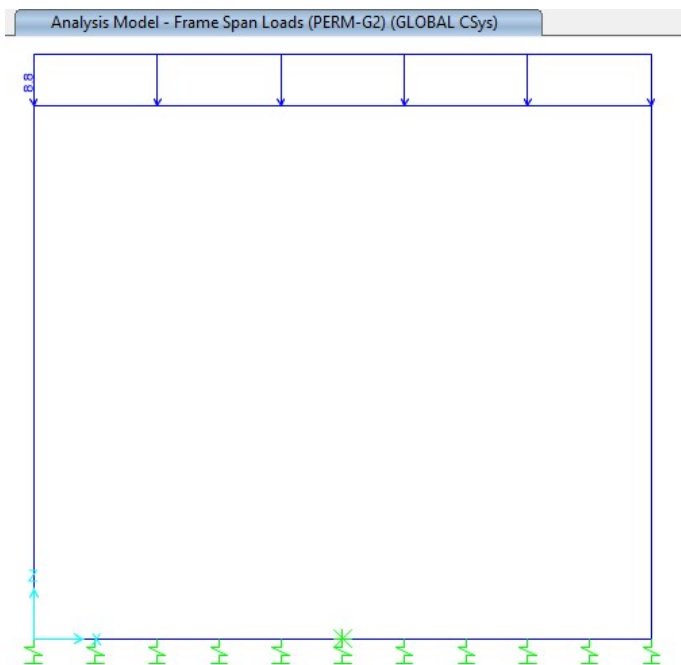 Analysis Model - Frame Span Loads (PERM-G2) (GLOBAL CSys)
8.8
Z
X